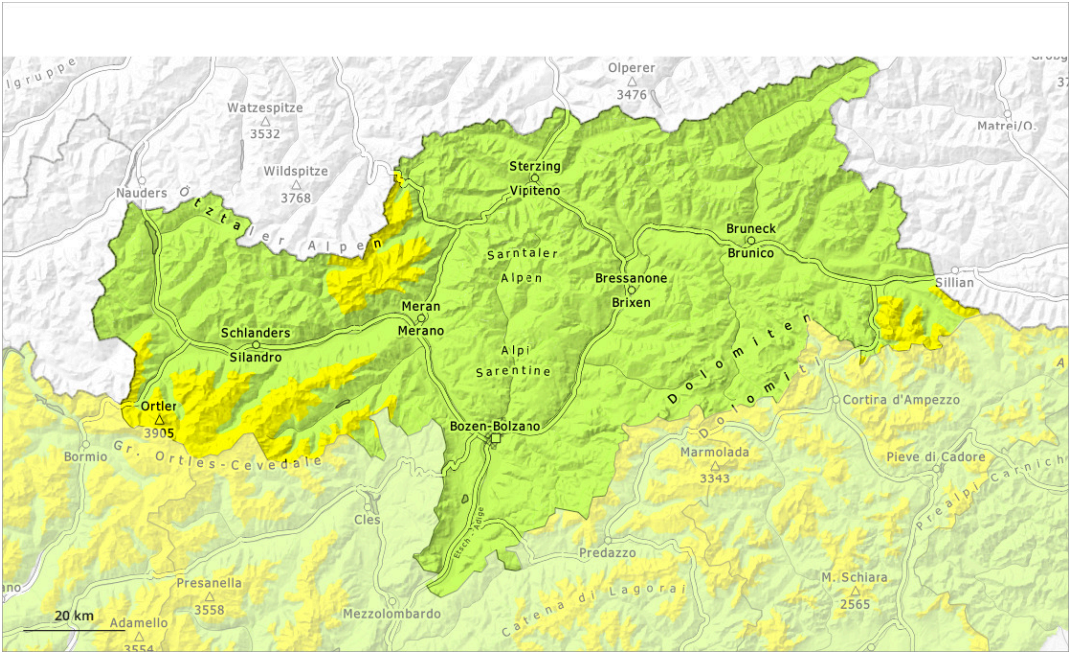 lgruppe
Olperer
3476
Watzespitze
3532
Matrei/O.
Wildspitze
3768
Nauders
Ötztaler Alpen
Sterzing
Vipiteno
Bruneck
Brunico
Sarntaler
Alpen
Bressanone
Brixen
Sillian
Meran
Merano
Schlanders
Silandro
Alpi
Sarentine
Dolomiten
Dolomiti
Ortler
3905
Cortina d'Ampezzo
Bozen-Bolzano
Bormio
Gr. Ortles-Cevedale
Marmolada
3343
Pieve di Cadore
Prealpi Carnich
Cles
Etsch - Adige
Predazzo
Presanella
3558
M. Schiara
2565
Mezzolombardo
Catena di Lagorai
ano
20 km
Adamello
3554